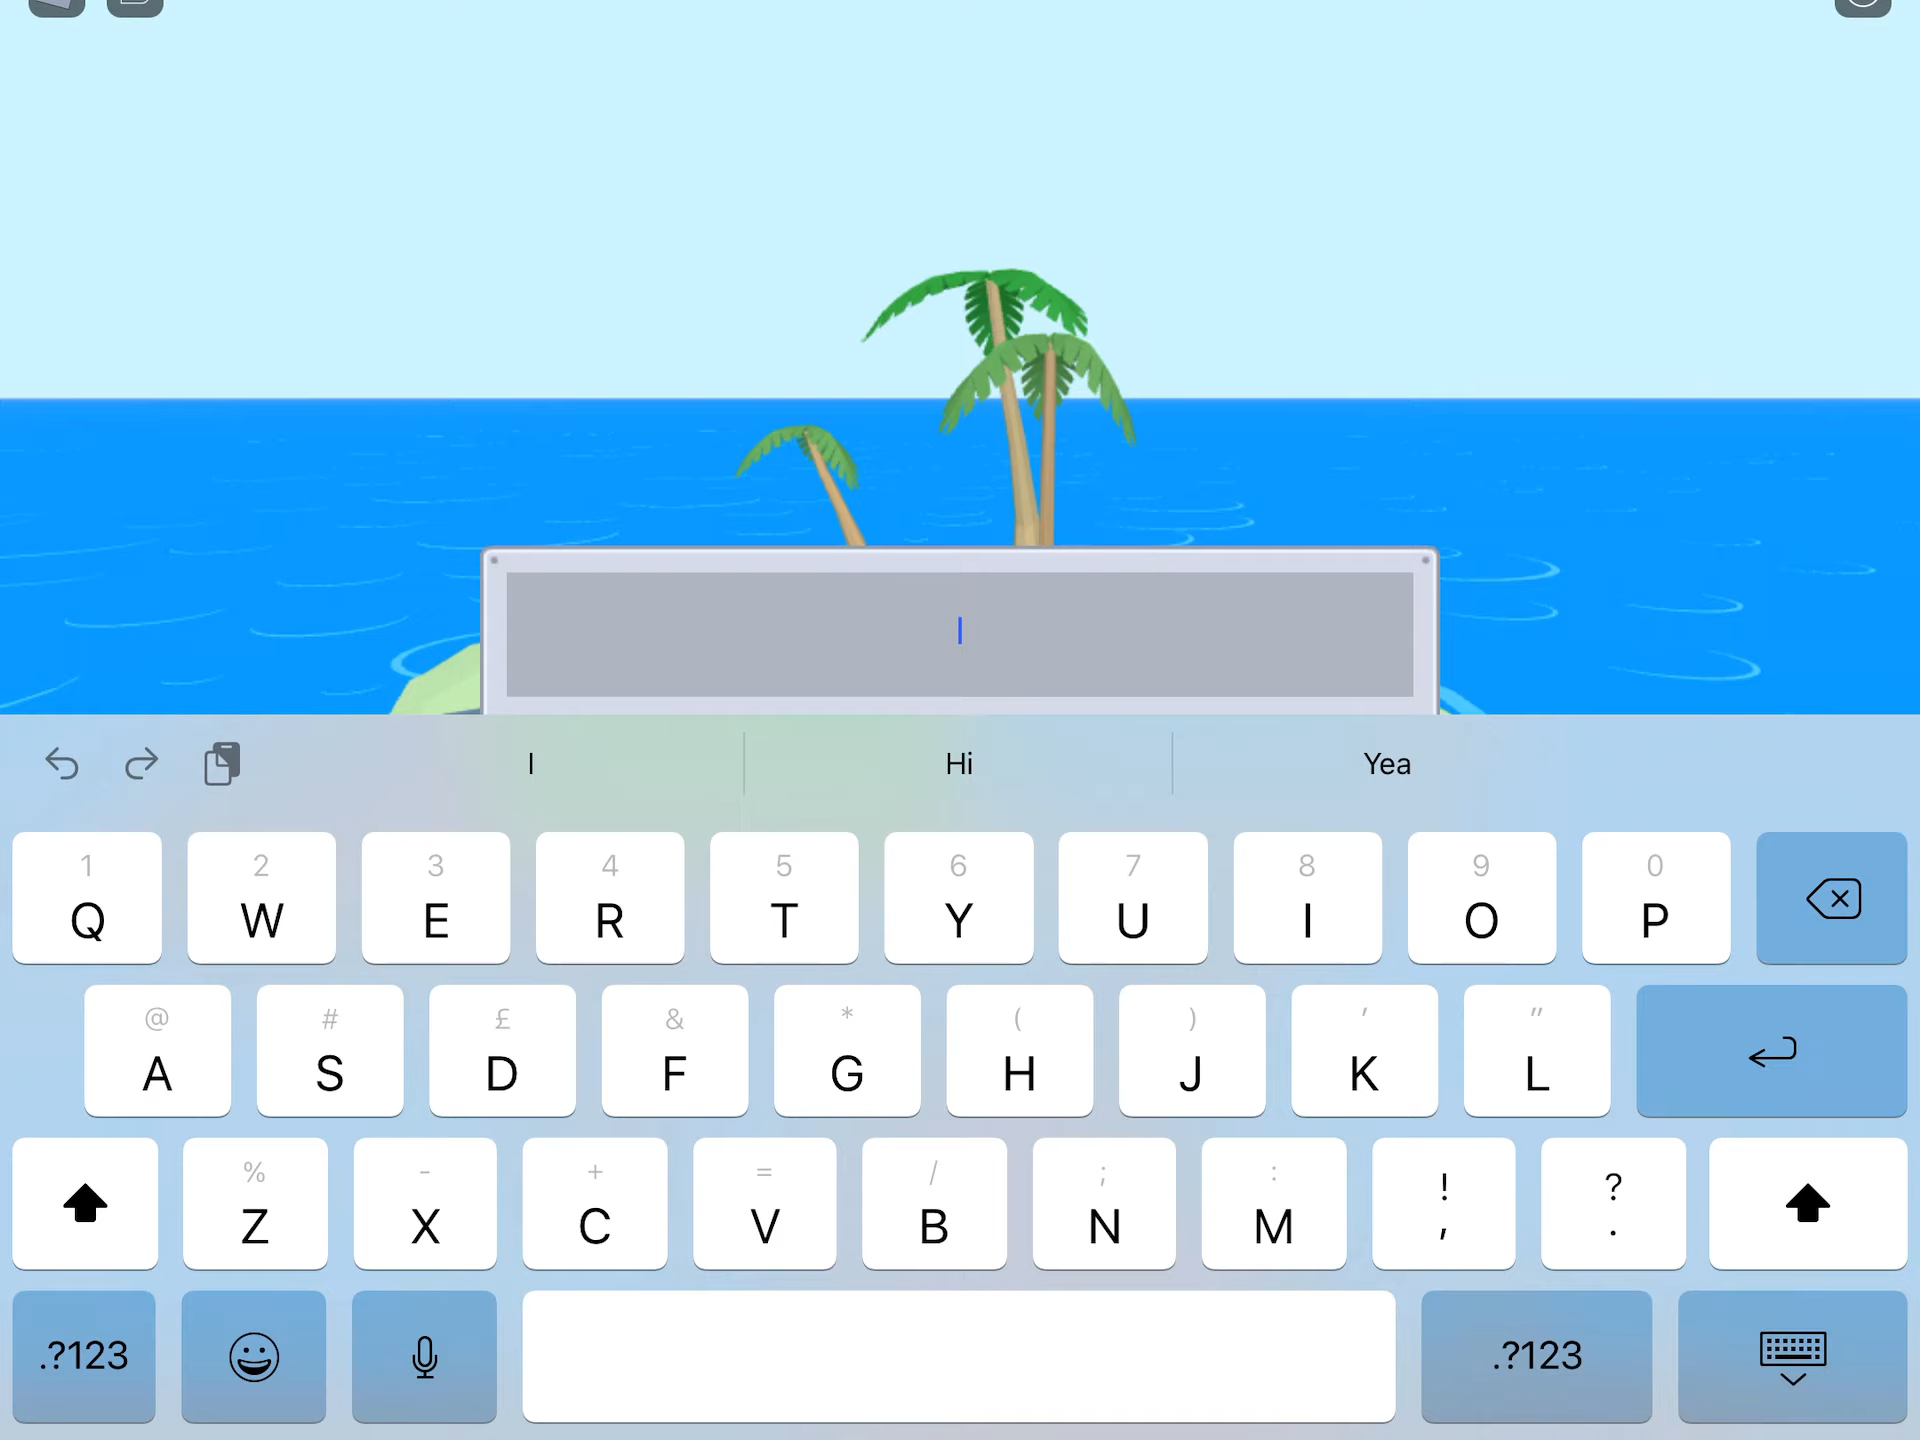 I Hi Yea
1 2 3 4 5 6 7 8 9 0
Q W E R T Y U I O P
@ # £ & * ( ) ' "
A S D F G H J K L
% - + = / ; : ! ?
Z X C V B N M , .
.?123 .?123